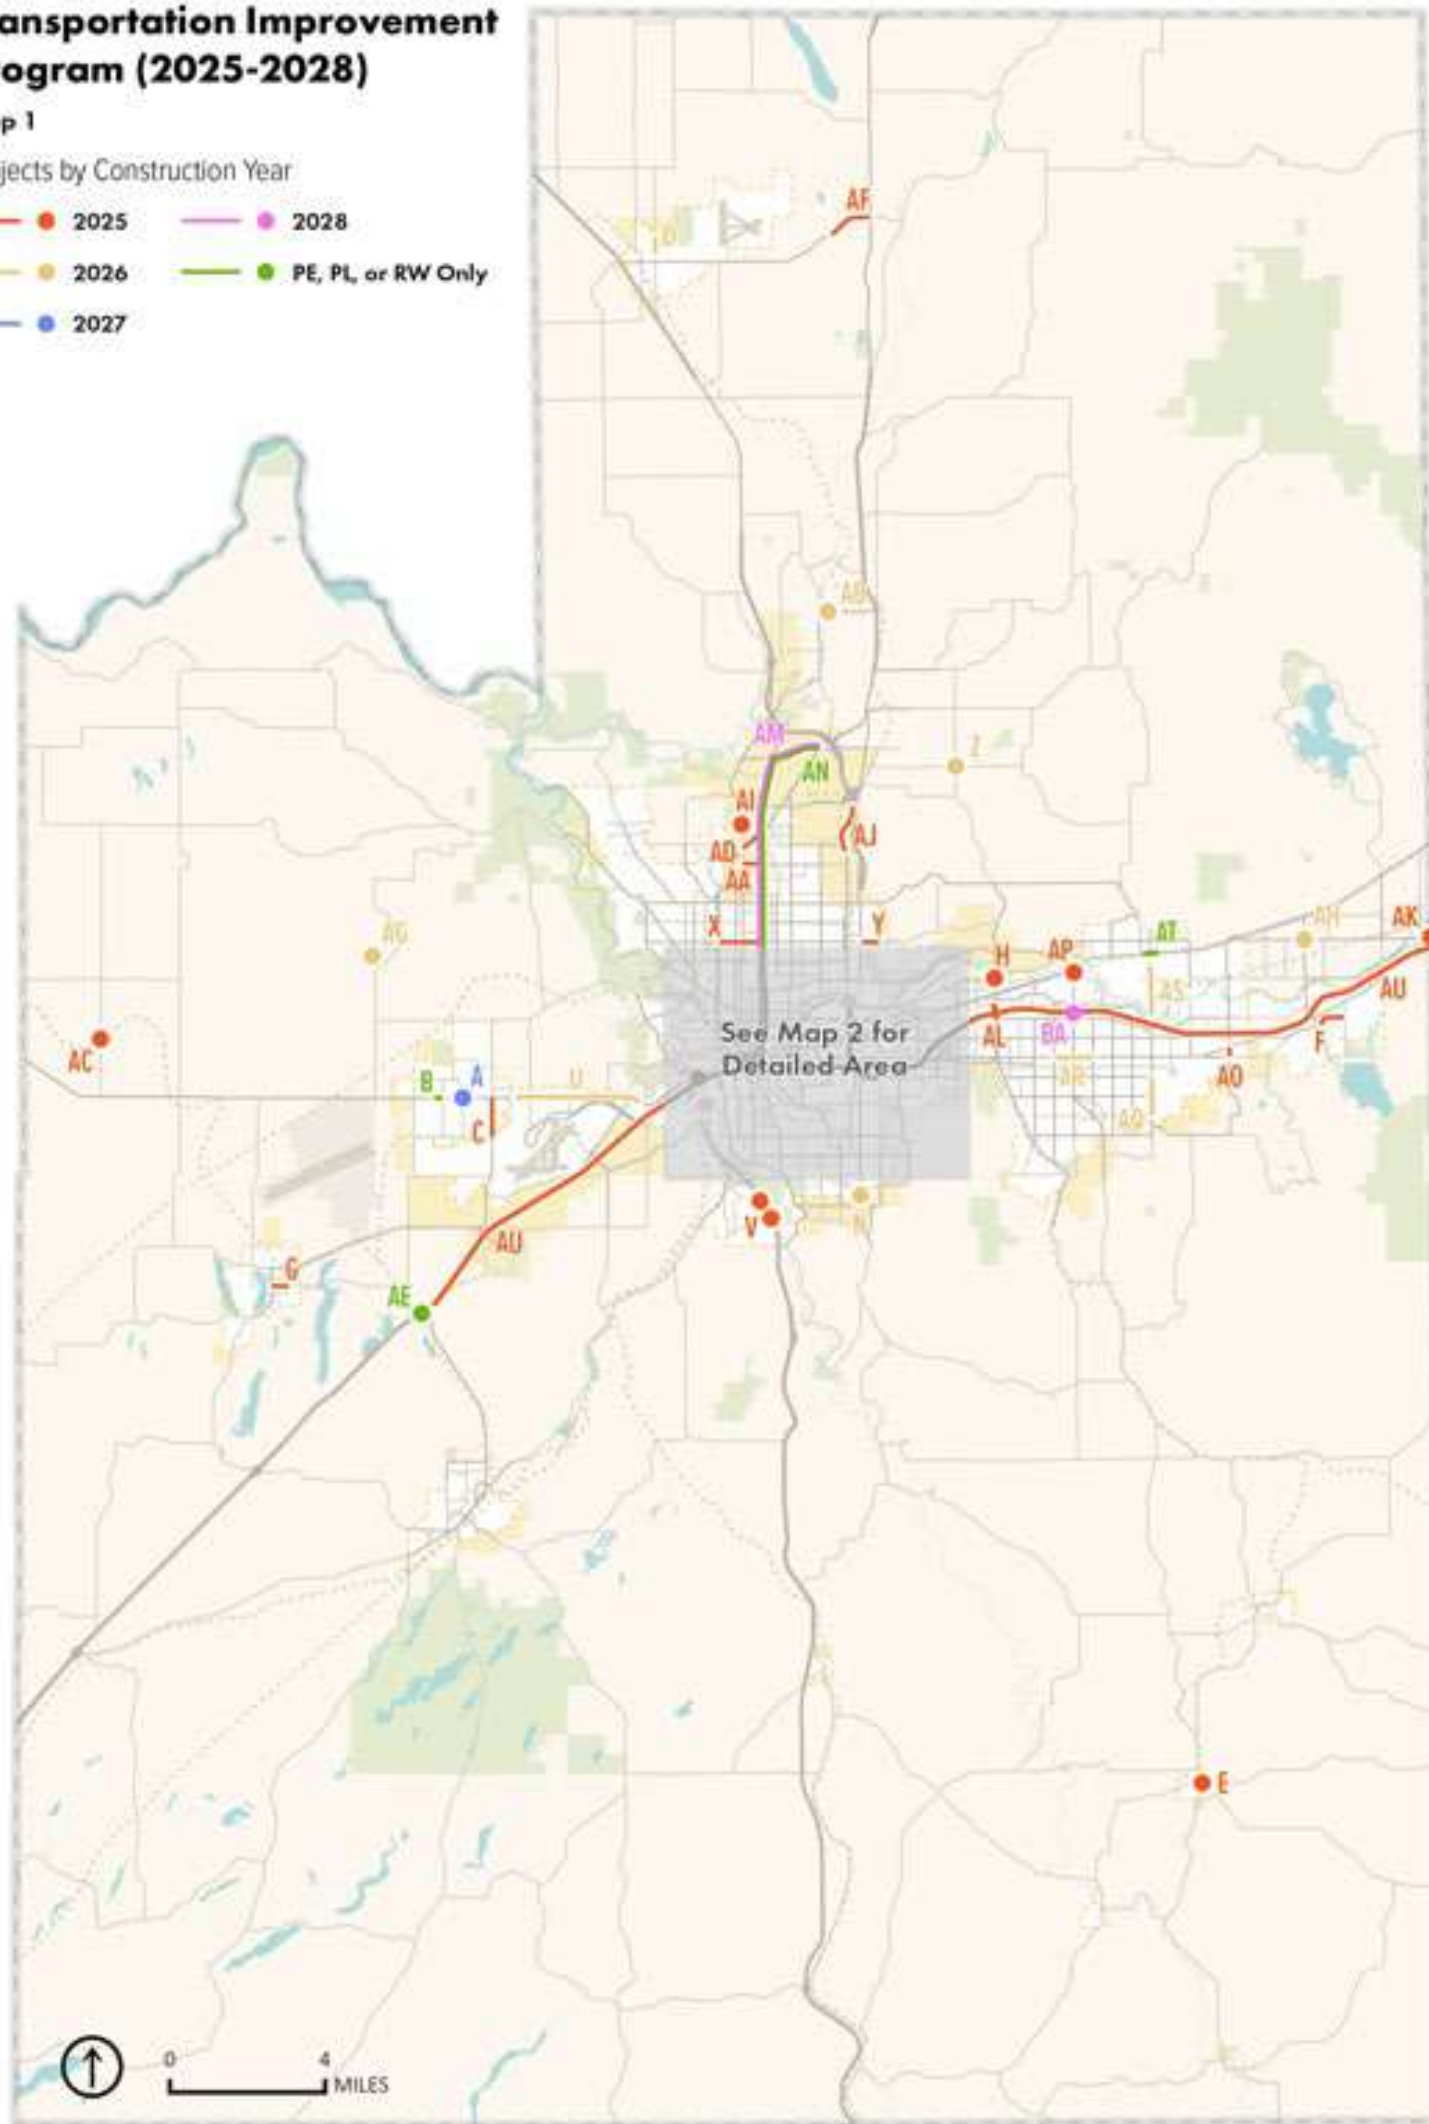 ansportation Improvement
ogram (2025-2028)
p 1
jects by Construction Year
2025
2028
2026
PE, PL, or RW Only
2027
AF
Z
AM
AN
AI
AD
AJ
AA
X
Y
AG
AH
AK
AT
H
AP
AS
AU
See Map 2 for
Detailed Area
AL
BA
F
AC
B
A
U
AR
AO
C
AQ
V
N
AU
G
AE
E
0
4
MILES